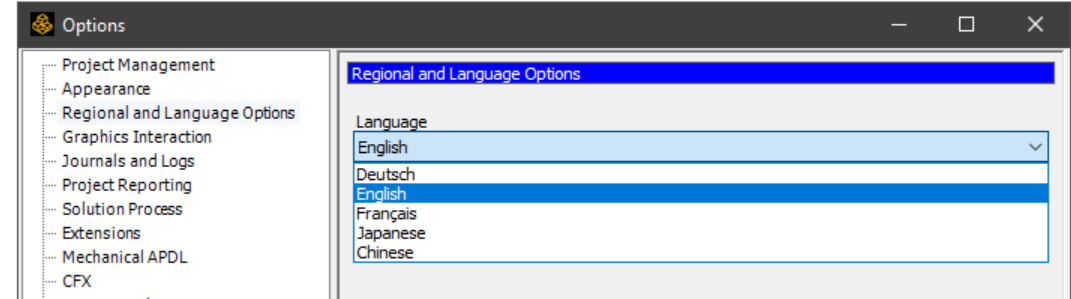 Options
Project Management
Appearance
Regional and Language Options
Graphics Interaction
Journals and Logs
Project Reporting
Solution Process
Extensions
Mechanical APDL
CFX
Regional and Language Options
Language
English
Deutsch
English
Français
Japanese
Chinese